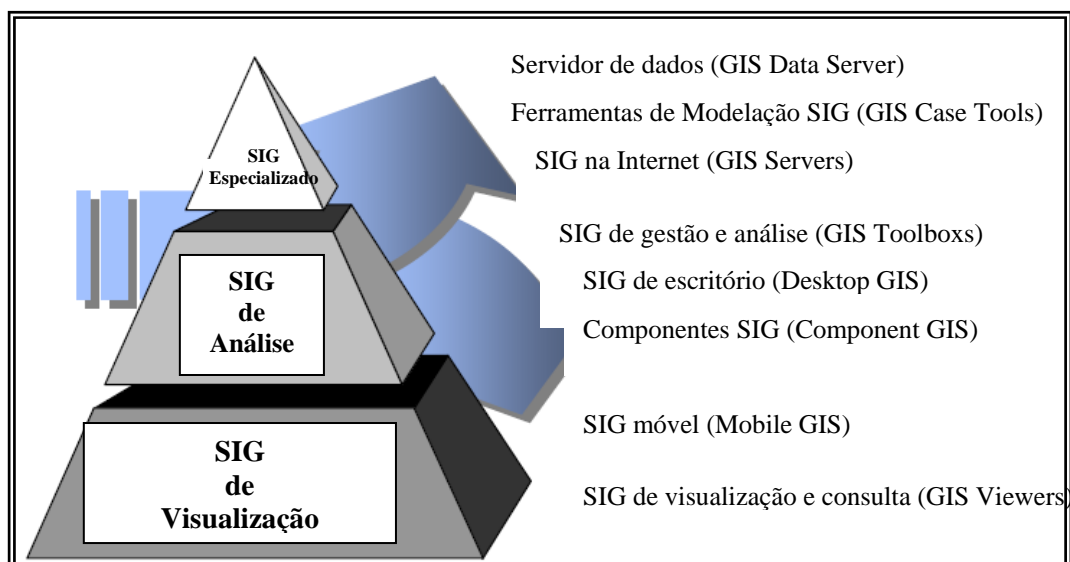 SIG
Especializado
SIG
de
Análise
SIG
de
Visualização
Servidor de dados (GIS Data Server)
Ferramentas de Modelação SIG (GIS Case Tools)
SIG na Internet (GIS Servers)
SIG de gestão e análise (GIS Toolboxs)
SIG de escritório (Desktop GIS)
Componentes SIG (Component GIS)
SIG móvel (Mobile GIS)
SIG de visualização e consulta (GIS Viewers)